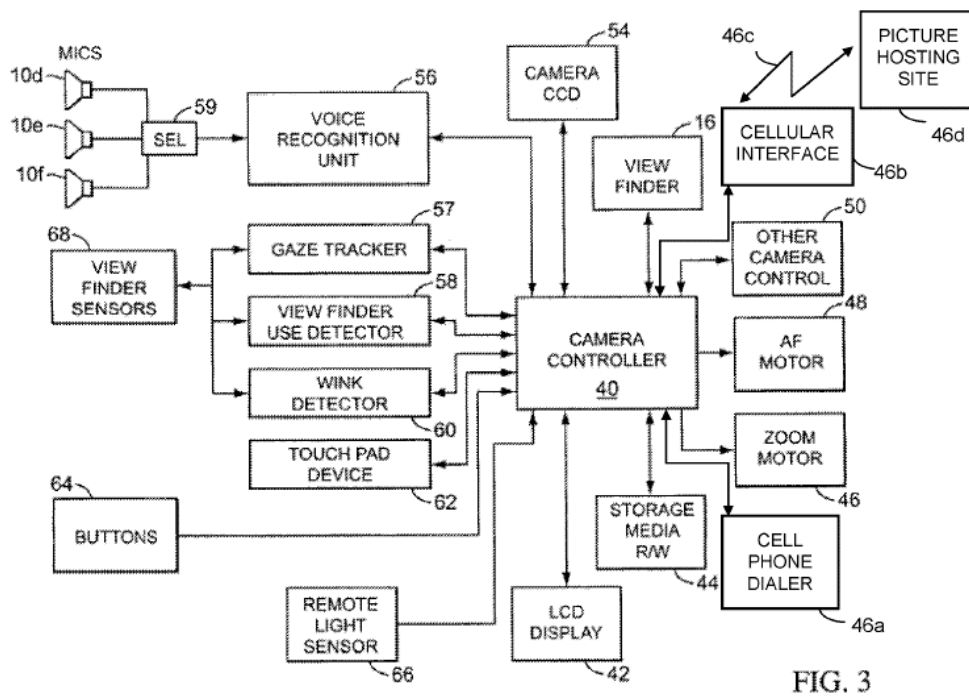 MICS
10d
10e
10f
59
SEL
56
VOICE
RECOGNITION
UNIT
54
CAMERA
CCD
16
VIEW
FINDER
46c
PICTURE
HOSTING
SITE
46d
CELLULAR
INTERFACE
46b
68
VIEW
FINDER
SENSORS
57
GAZE TRACKER
58
VIEW FINDER
USE DETECTOR
WINK
DETECTOR
60
TOUCH PAD
DEVICE
62
CAMERA
CONTROLLER
40
50
OTHER
CAMERA
CONTROL
48
AF
MOTOR
ZOOM
MOTOR
46
64
BUTTONS
REMOTE
LIGHT
SENSOR
66
LCD
DISPLAY
42
STORAGE
MEDIA
R/W
44
CELL
PHONE
DIALER
46a
FIG. 3